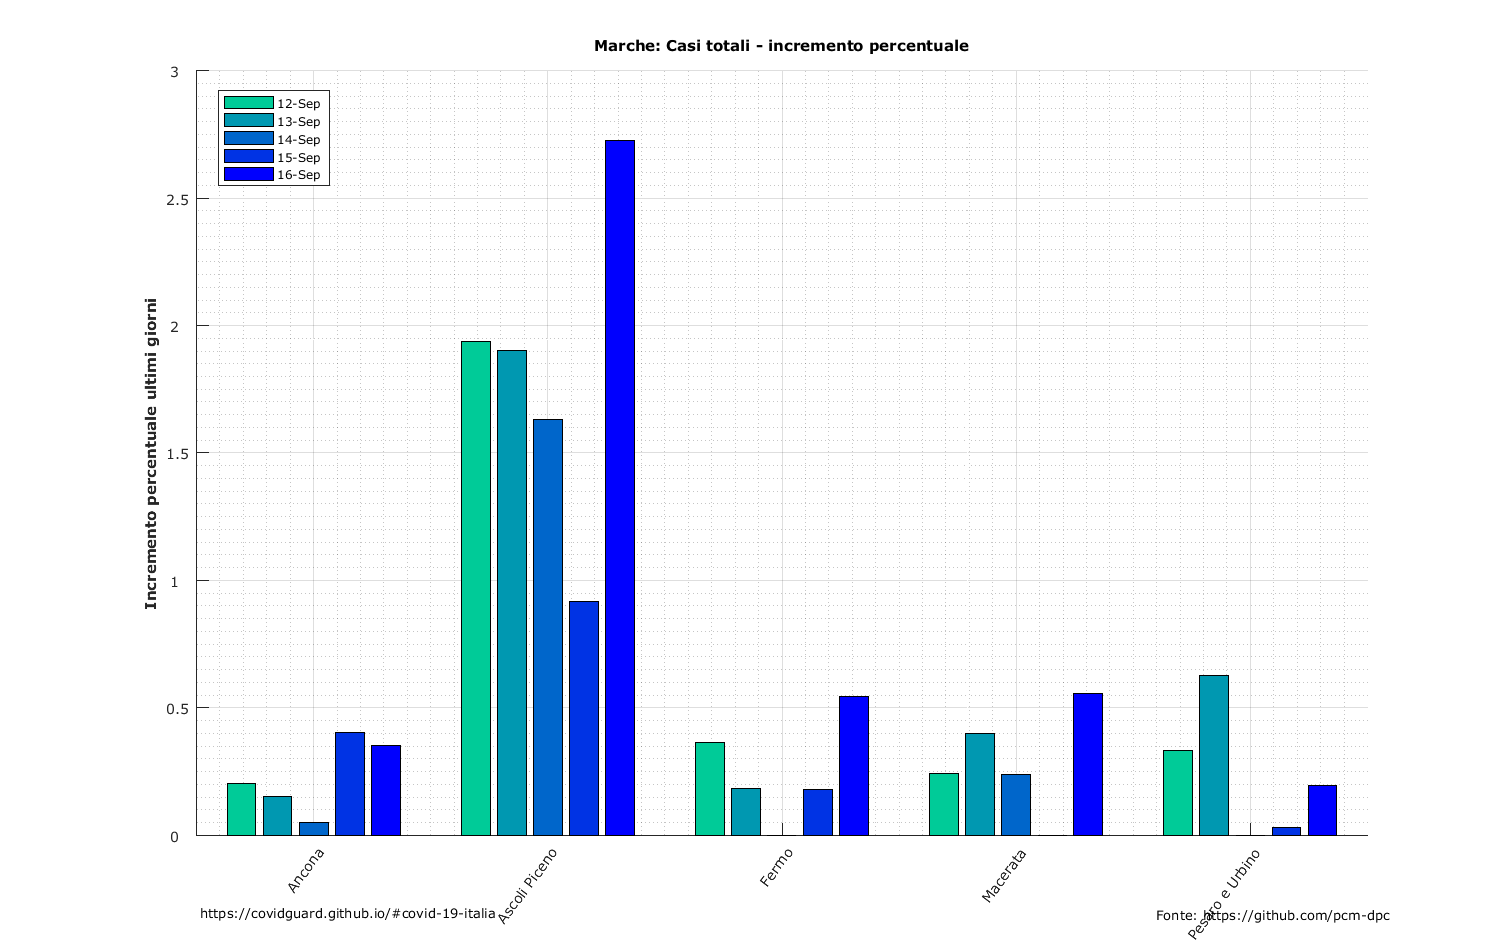 Marche: Casi totali - incremento percentuale
3
2.5
2
1.5
1
0.5
0
Incremento percentuale ultimi giorni
12-Sep
13-Sep
14-Sep
15-Sep
16-Sep
Ancona
Ascoli Piceno
Fermo
Macerata
Pesaro e Urbino
https://covidguard.github.io/#covid-19-italia
Fonte: https://github.com/pcm-dpc